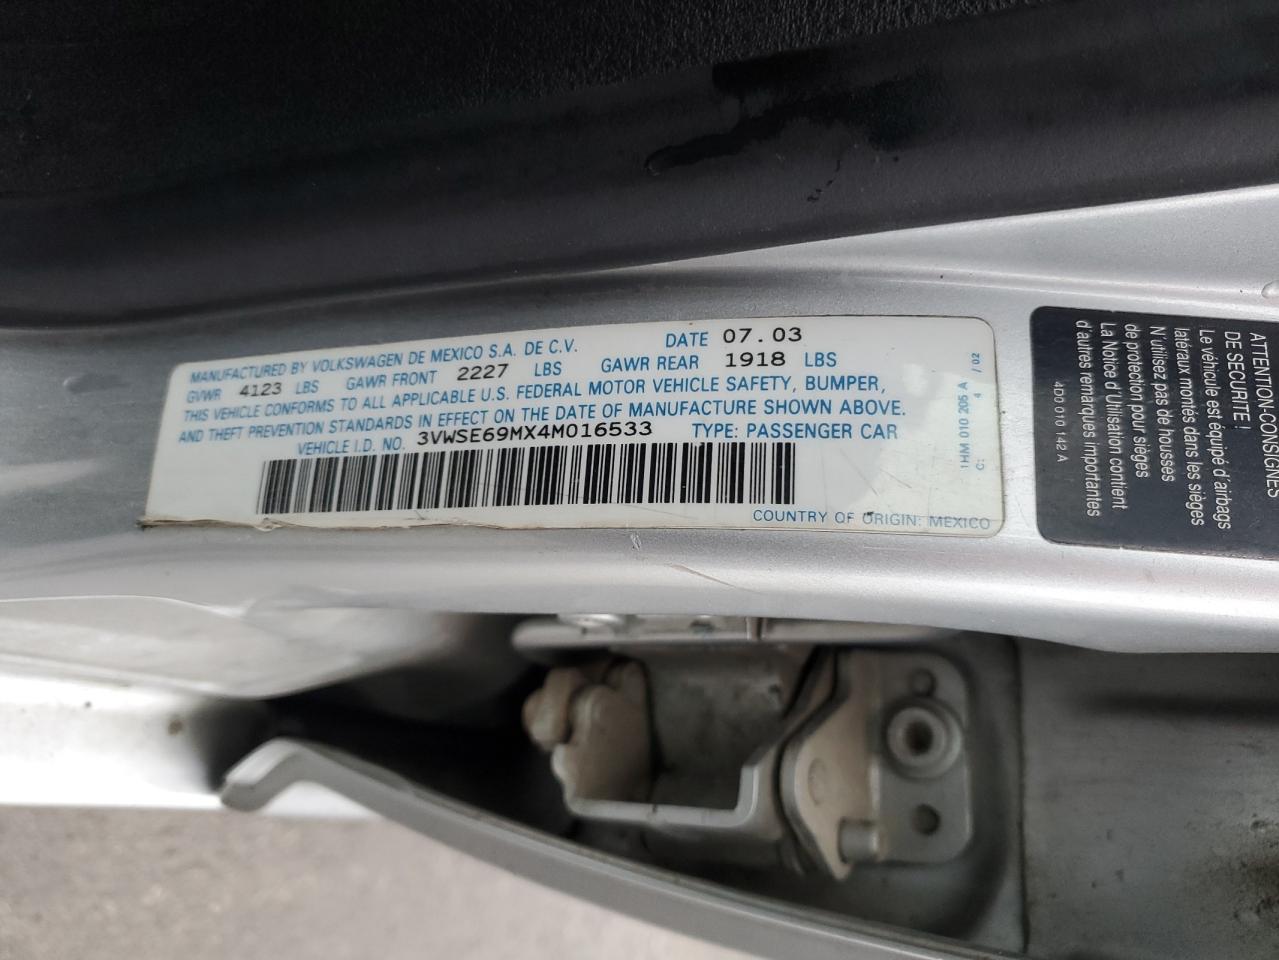 MANUFACTURED BY VOLKSWAGEN DE MEXICO S.A. DE C.V. DATE 07.03
GVWR 4123 LBS GAWR FRONT 2227 LBS GAWR REAR 1918 LBS
THIS VEHICLE CONFORMS TO ALL APPLICABLE U.S. FEDERAL MOTOR VEHICLE SAFETY, BUMPER,
AND THEFT PREVENTION STANDARDS IN EFFECT ON THE DATE OF MANUFACTURE SHOWN ABOVE.
VEHICLE I.D. NO. 3VWSE69MX4M016533 TYPE: PASSENGER CAR
COUNTRY OF ORIGIN: MEXICO
1HM 010 205 A
C: 4 / 02
ATTENTION-CONSIGNES
DE SECURITE !
Le véhicule est équipé d'airbags
latéraux montés dans les sièges
N'utilisez pas de housses
de protection pour sièges
La Notice d'Utilisation contient
d'autres remarques importantes
4D0 010 142 A